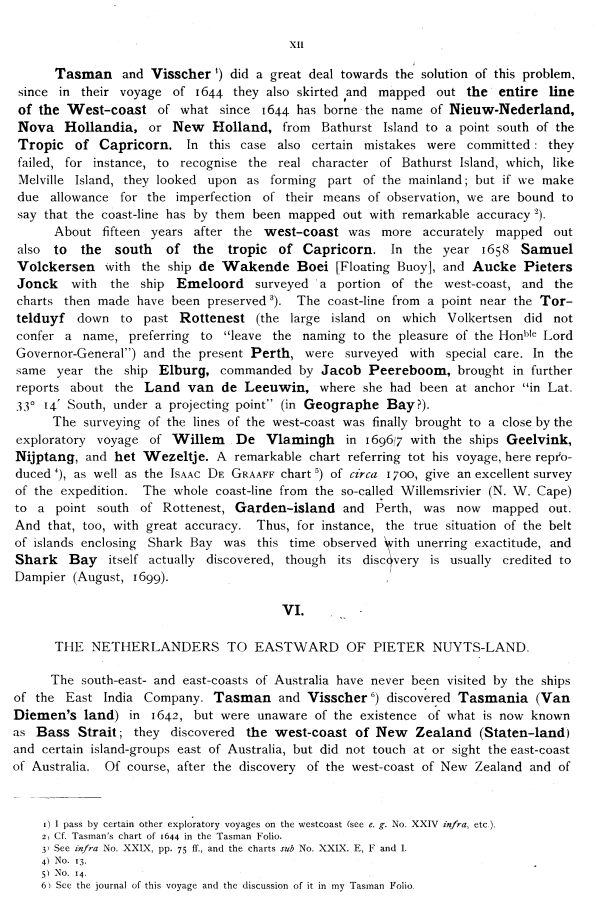 XII
Tasman and Visscher ¹) did a great deal towards the solution of this problem,
since in their voyage of 1644 they also skirted and mapped out the entire line
of the West-coast of what since 1644 has borne the name of Nieuw-Nederland,
Nova Hollandia, or New Holland, from Bathurst Island to a point south of the
Tropic of Capricorn. In this case also certain mistakes were committed: they
failed, for instance, to recognise the real character of Bathurst Island, which, like
Melville Island, they looked upon as forming part of the mainland; but if we make
due allowance for the imperfection of their means of observation, we are bound to
say that the coast-line has by them been mapped out with remarkable accuracy ²).
About fifteen years after the west-coast was more accurately mapped out
also to the south of the tropic of Capricorn. In the year 1658 Samuel
Volckersen with the ship de Wakende Boei [Floating Buoy], and Aucke Pieters
Jonck with the ship Emeloord surveyed a portion of the west-coast, and the
charts then made have been preserved ³). The coast-line from a point near the Tor-
telduyf down to past Rottenest (the large island on which Volkertsen did not
confer a name, preferring to “leave the naming to the pleasure of the Honble Lord
Governor-General”) and the present Perth, were surveyed with special care. In the
same year the ship Elburg, commanded by Jacob Peereboom, brought in further
reports about the Land van de Leeuwin, where she had been at anchor “in Lat.
33° 14′ South, under a projecting point” (in Geographe Bay?).
The surveying of the lines of the west-coast was finally brought to a close by the
exploratory voyage of Willem De Vlamingh in 1696/7 with the ships Geelvink,
Nijptang, and het Wezeltje. A remarkable chart referring tot his voyage, here repro-
duced ⁴), as well as the ISAAC DE GRAAFF chart ⁵) of circa 1700, give an excellent survey
of the expedition. The whole coast-line from the so-called Willemsrivier (N. W. Cape)
to a point south of Rottenest, Garden-island and Perth, was now mapped out.
And that, too, with great accuracy. Thus, for instance, the true situation of the belt
of islands enclosing Shark Bay was this time observed with unerring exactitude, and
Shark Bay itself actually discovered, though its discovery is usually credited to
Dampier (August, 1699).
VI.
THE NETHERLANDERS TO EASTWARD OF PIETER NUYTS-LAND.
The south-east- and east-coasts of Australia have never been visited by the ships
of the East India Company. Tasman and Visscher ⁶) discovered Tasmania (Van
Diemen's land) in 1642, but were unaware of the existence of what is now known
as Bass Strait; they discovered the west-coast of New Zealand (Staten-land)
and certain island-groups east of Australia, but did not touch at or sight the east-coast
of Australia. Of course, after the discovery of the west-coast of New Zealand and of
1) I pass by certain other exploratory voyages on the westcoast (see e. g. No. XXIV infra, etc.).
2) Cf. Tasman's chart of 1644 in the Tasman Folio.
3) See infra No. XXIX, pp. 75 ff., and the charts sub No. XXIX. E, F and I.
4) No. 13.
5) No. 14.
6) See the journal of this voyage and the discussion of it in my Tasman Folio.